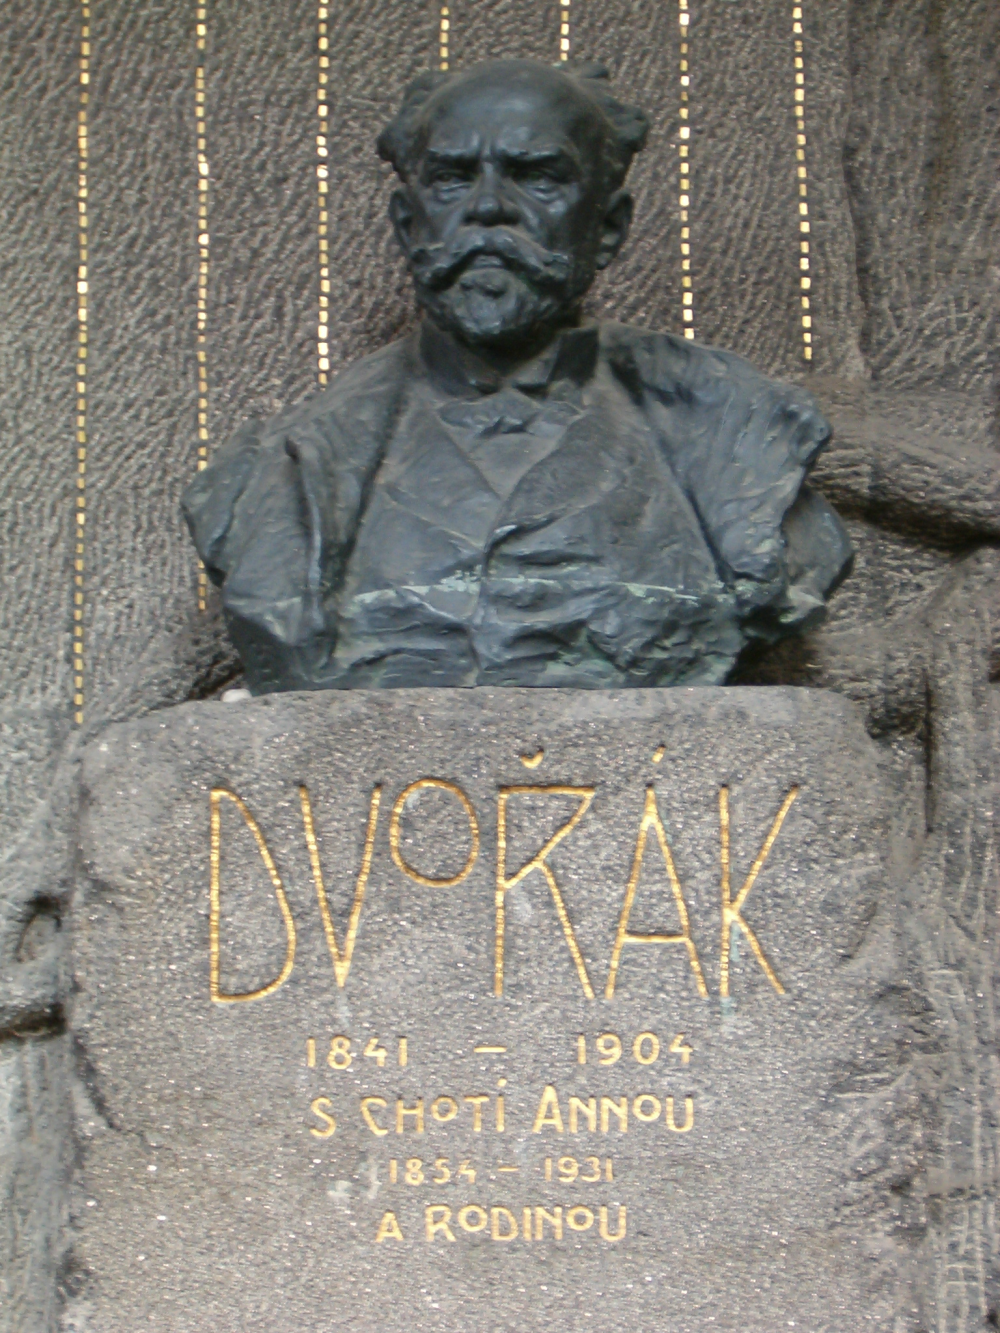 DVOŘÁK
1841 – 1904
S CHOTÍ ANNOU
1854 – 1931
A RODINOU